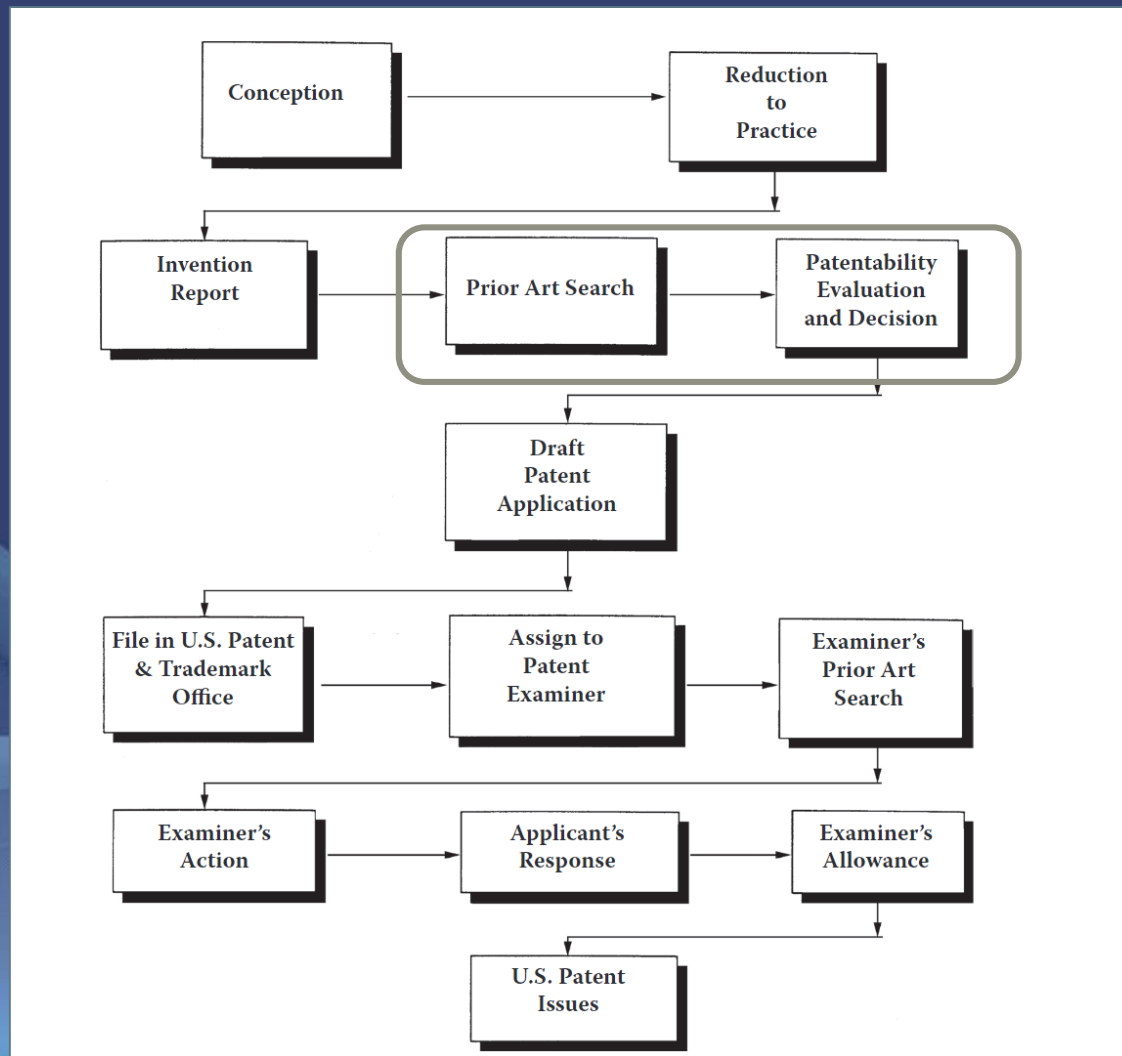 Conception
Reduction
to
Practice
Invention
Report
Prior Art Search
Patentability
Evaluation
and Decision
Draft
Patent
Application
File in U.S. Patent
& Trademark
Office
Assign to
Patent
Examiner
Examiner’s
Prior Art
Search
Examiner’s
Action
Applicant’s
Response
Examiner’s
Allowance
U.S. Patent
Issues